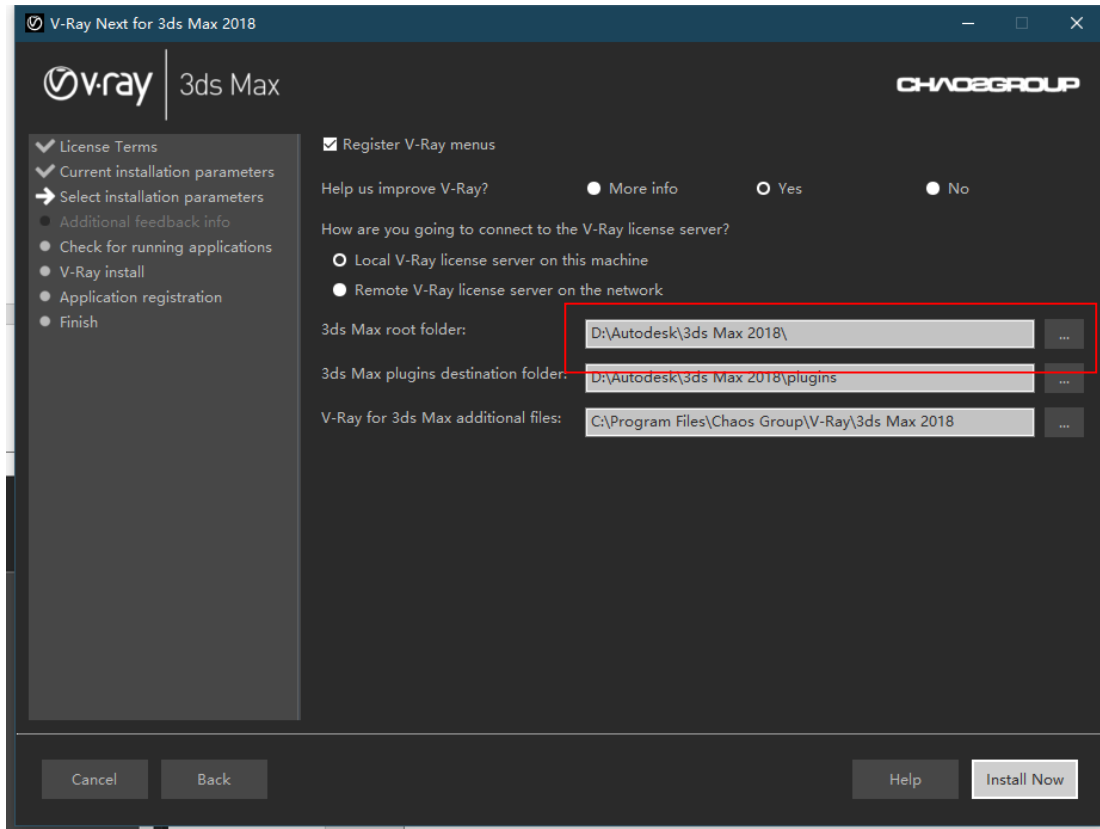 V-Ray Next for 3ds Max 2018
v·ray 3ds Max
CHAOSGROUP
License Terms
Current installation parameters
Select installation parameters
Additional feedback info
Check for running applications
V-Ray install
Application registration
Finish
Register V-Ray menus
Help us improve V-Ray? More info Yes No
How are you going to connect to the V-Ray license server?
Local V-Ray license server on this machine
Remote V-Ray license server on the network
3ds Max root folder: D:\Autodesk\3ds Max 2018\ ...
3ds Max plugins destination folder: D:\Autodesk\3ds Max 2018\plugins ...
V-Ray for 3ds Max additional files: C:\Program Files\Chaos Group\V-Ray\3ds Max 2018 ...
Cancel Back Help Install Now